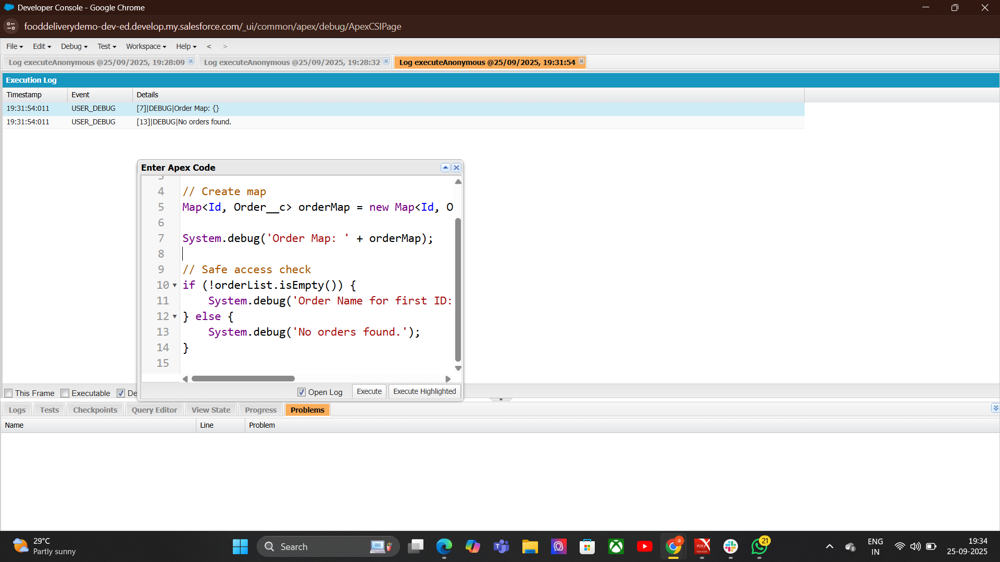 Developer Console - Google Chrome
fooddeliverydemo-dev-ed.develop.my.salesforce.com/_ui/common/apex/debug/ApexCSIPage
File Edit Debug Test Workspace Help < >
Log executeAnonymous @25/09/2025, 19:28:09 Log executeAnonymous @25/09/2025, 19:28:32 Log executeAnonymous @25/09/2025, 19:31:54
Execution Log
Timestamp Event Details
19:31:54:011 USER_DEBUG [7]|DEBUG|Order Map: {}
19:31:54:011 USER_DEBUG [13]|DEBUG|No orders found.
Enter Apex Code
4 // Create map
5 Map<Id, Order__c> orderMap = new Map<Id, O
6
7 System.debug('Order Map: ' + orderMap);
8
9 // Safe access check
10 if (!orderList.isEmpty()) {
11 System.debug('Order Name for first ID:
12 } else {
13 System.debug('No orders found.');
14 }
15
Open Log Execute Execute Highlighted
This Frame Executable De
Logs Tests Checkpoints Query Editor View State Progress Problems
Name Line Problem
29°C
Partly sunny
Search
PDF
21
ENG
IN
19:34
25-09-2025